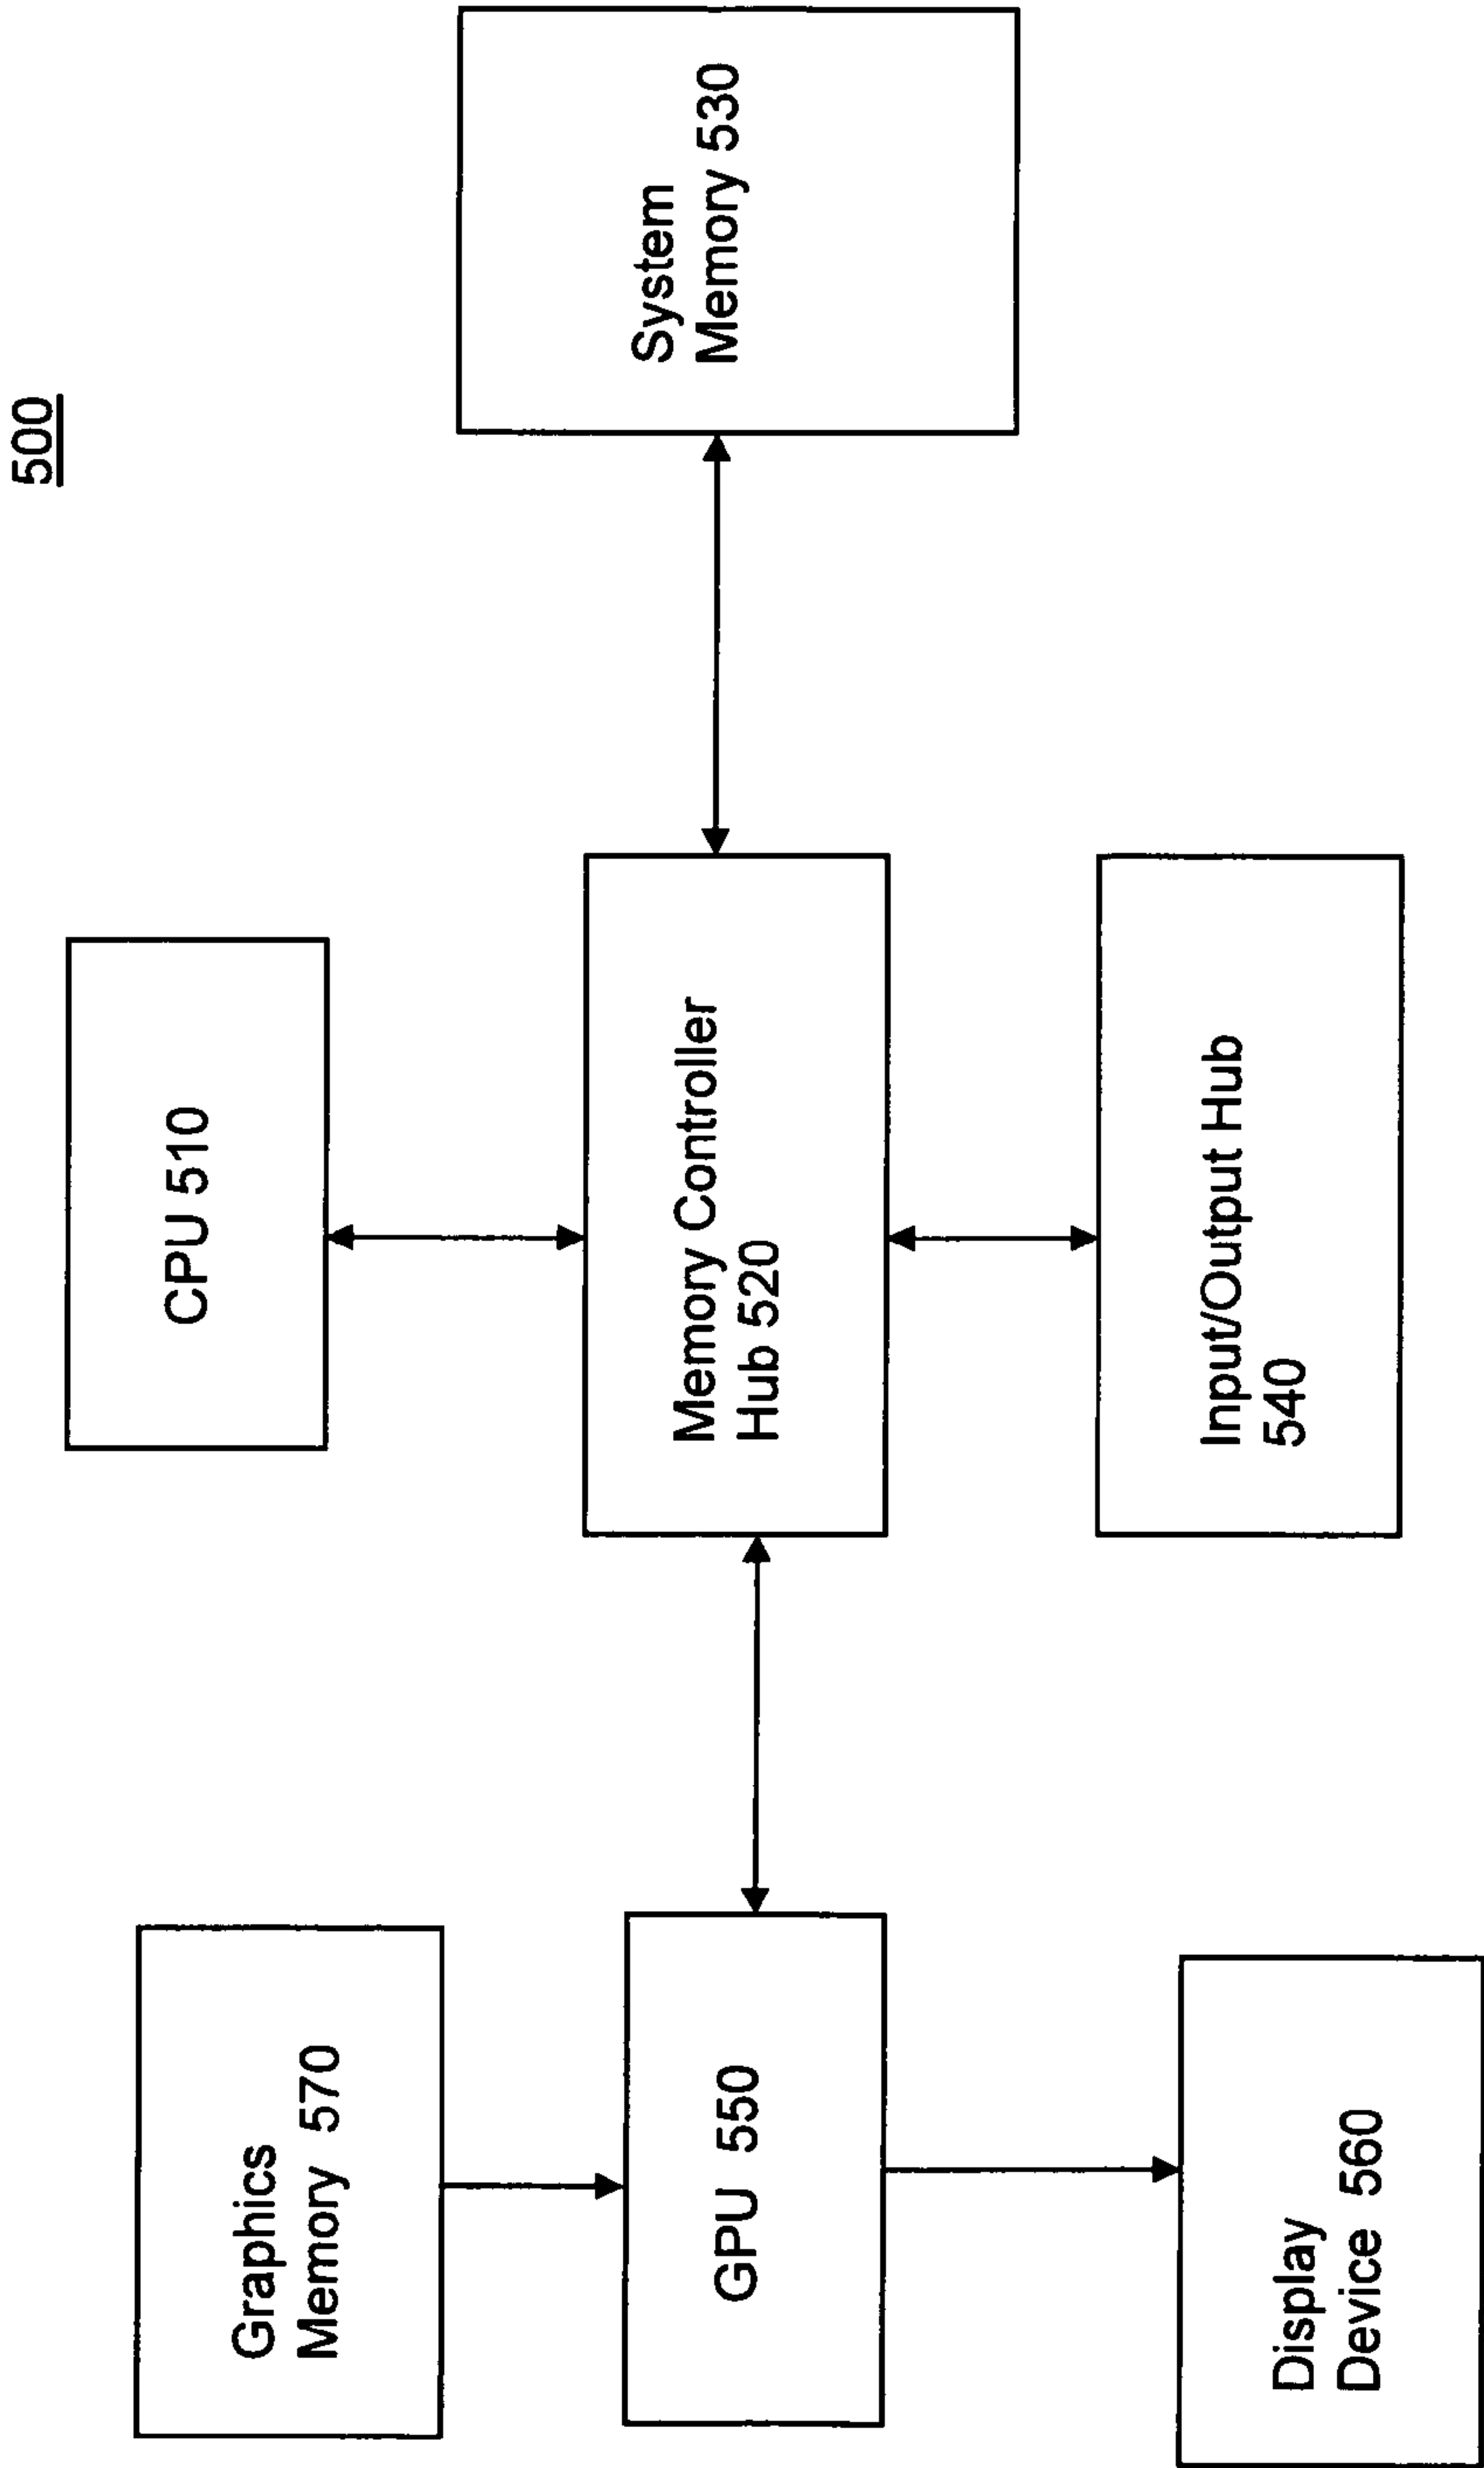 500
CPU 510
Graphics
Memory 570
System
Memory 530
Memory Controller
Hub 520
GPU 550
Input/Output Hub
540
Display
Device 560